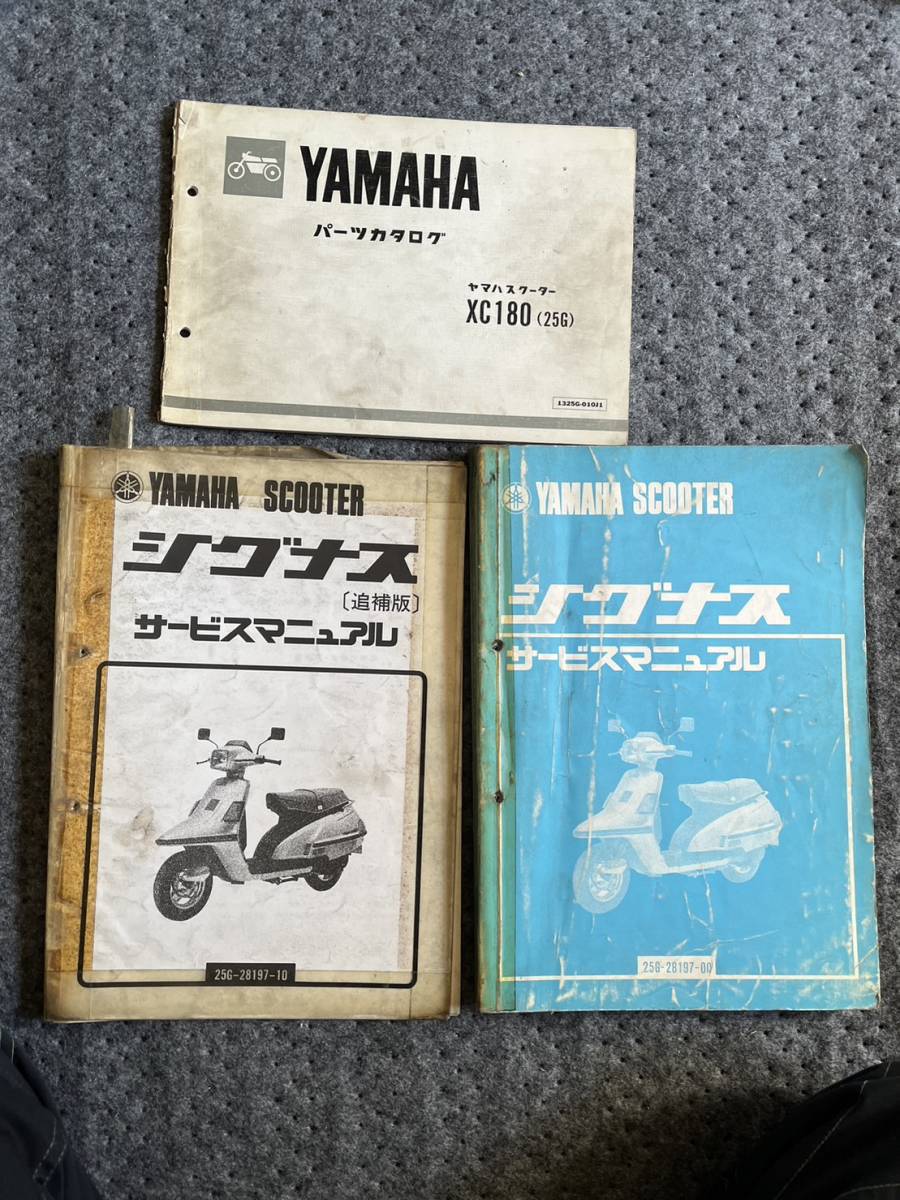 YAMAHA
パーツカタログ
ヤマハスクーター
XC180 (25G)
1325G-010J1
YAMAHA SCOOTER
シグナス
〔追補版〕
サービスマニュアル
25G-28197-10
YAMAHA SCOOTER
シグナス
サービスマニュアル
25G-28197-00